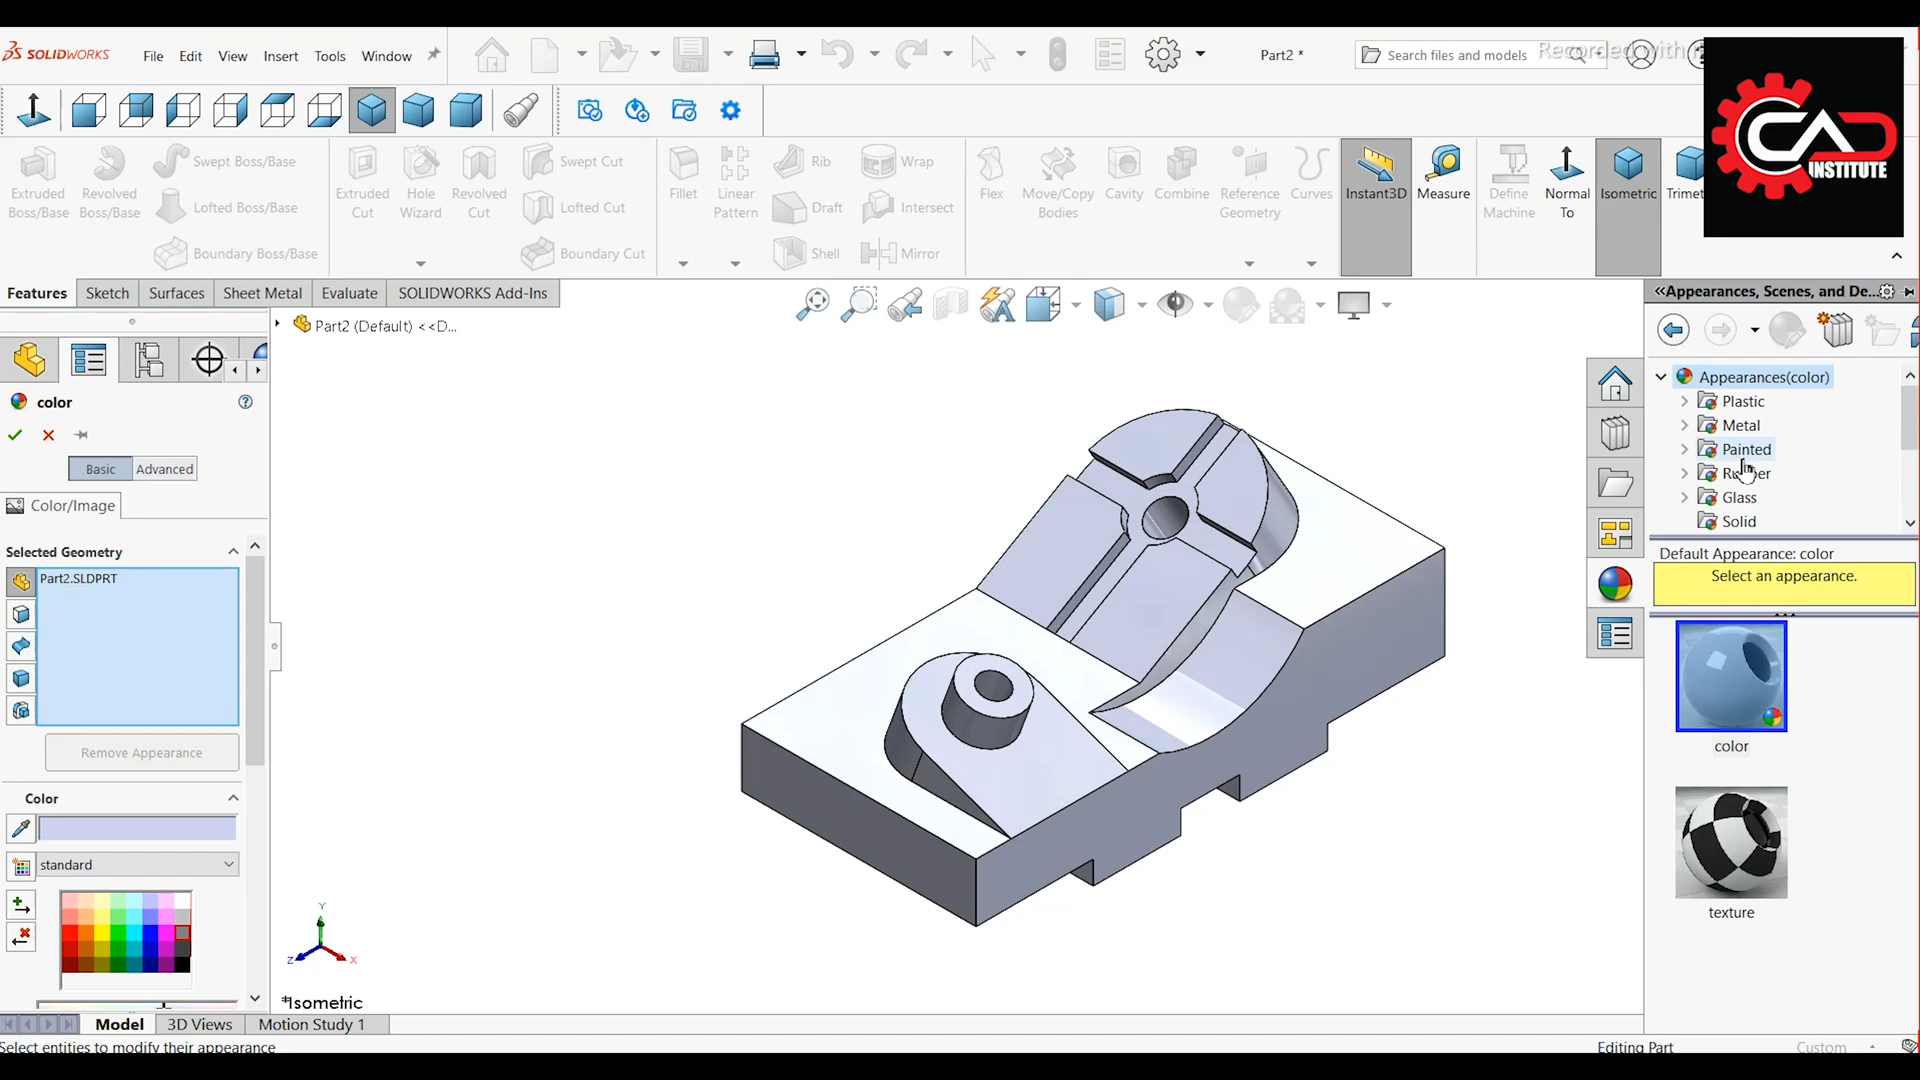 SOLIDWORKS File Edit View Insert Tools Window Part2 * Search files and models Recorded with
CAD
INSTITUTE
Extruded Boss/Base
Revolved Boss/Base
Swept Boss/Base
Lofted Boss/Base
Boundary Boss/Base
Extruded Cut
Hole Wizard
Revolved Cut
Swept Cut
Lofted Cut
Boundary Cut
Fillet
Linear Pattern
Rib
Draft
Shell
Wrap
Intersect
Mirror
Flex
Move/Copy Bodies
Cavity
Combine
Reference Geometry
Curves
Instant3D
Measure
Define Machine
Normal To
Isometric
Features Sketch Surfaces Sheet Metal Evaluate SOLIDWORKS Add-Ins
Part2 (Default) <<D...
color
Basic Advanced
Color/Image
Selected Geometry
Part2.SLDPRT
Remove Appearance
Color
standard
Y
Z X
*Isometric
Model 3D Views Motion Study 1
Select entities to modify their appearance
Editing Part Custom
Appearances, Scenes, and De...
Appearances(color)
Plastic
Metal
Painted
Glass
Solid
Default Appearance: color
Select an appearance.
color
texture